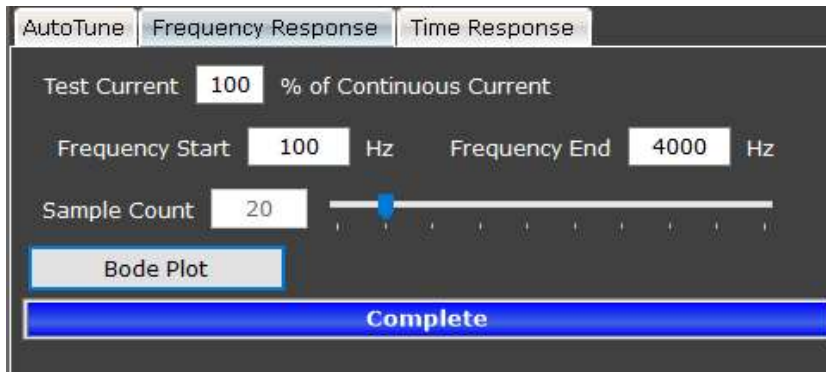 AutoTune Frequency Response Time Response
Test Current 100 % of Continuous Current
Frequency Start 100 Hz Frequency End 4000 Hz
Sample Count 20
Bode Plot
Complete